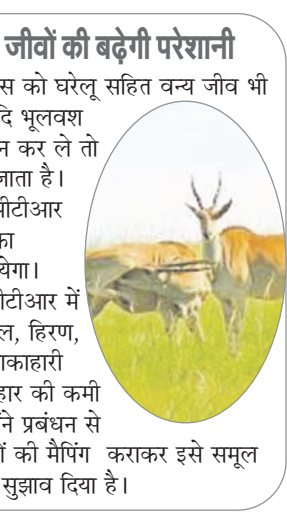 जीवों की बढ़ेगी परेशानी
स को घरेलू सहित वन्य जीव भी
दि भूलवश
न कर ले तो
जाता है।
पीटीआर
का
येगा।
ीटीआर में
ल, हिरण,
ाकाहारी
हार की कमी
ंने प्रबंधन से
ों की मैपिंग कराकर इसे समूल
सुझाव दिया है।